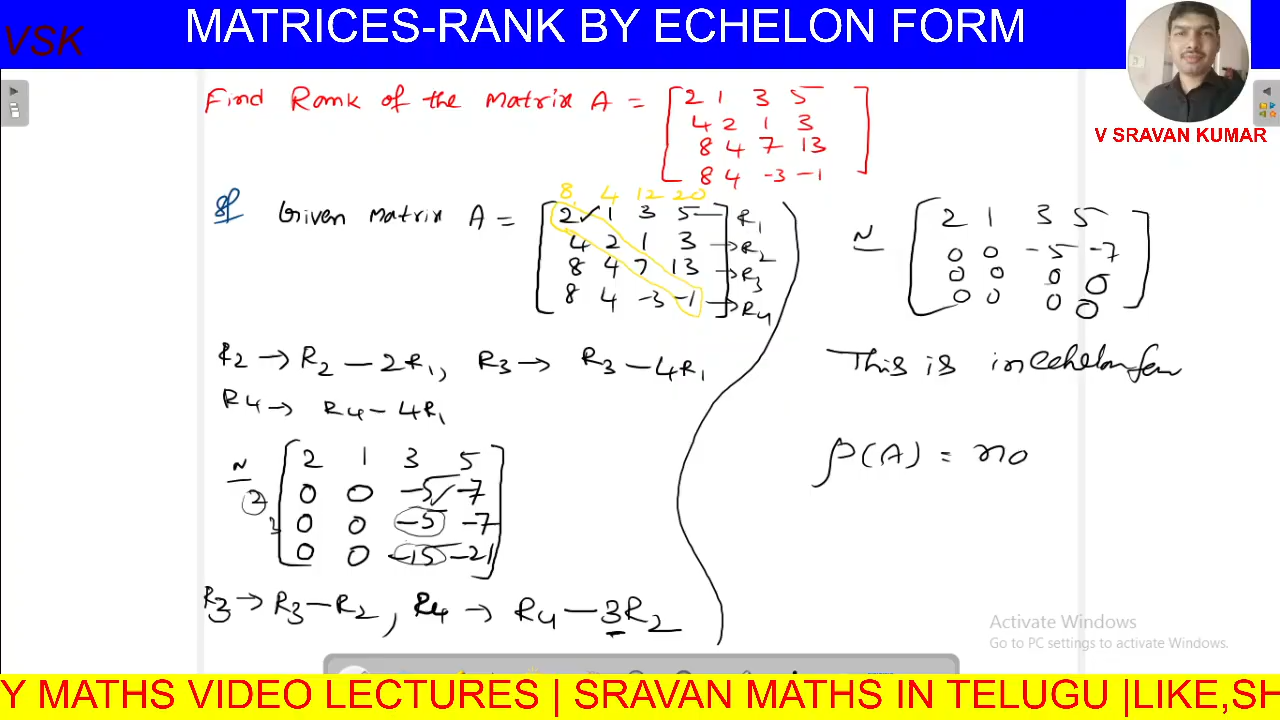 VSK
MATRICES-RANK BY ECHELON FORM
V SRAVAN KUMAR
Find Rank of the Matrix A = [ 2 1 3 5
4 2 1 3
8 4 7 13
8 4 -3 -1 ]
8 4 12 20
Sol Given Matrix A = [ 2 1 3 5 ] R1
4 2 1 3 → R2
8 4 7 13 → R3
8 4 -3 -1 → R4
R2 → R2 - 2R1, R3 → R3 - 4R1
R4 → R4 - 4R1
~ [ 2 1 3 5
2 0 0 -5 -7
0 0 -5 -7
0 0 -15 -21 ]
R3 → R3 - R2, R4 → R4 - 3R2
~ [ 2 1 3 5
0 0 -5 -7
0 0 0 0
0 0 0 0 ]
This is in Echelon
ρ(A) = no
Activate Windows
Go to PC settings to activate Windows.
Y MATHS VIDEO LECTURES | SRAVAN MATHS IN TELUGU |LIKE,SH